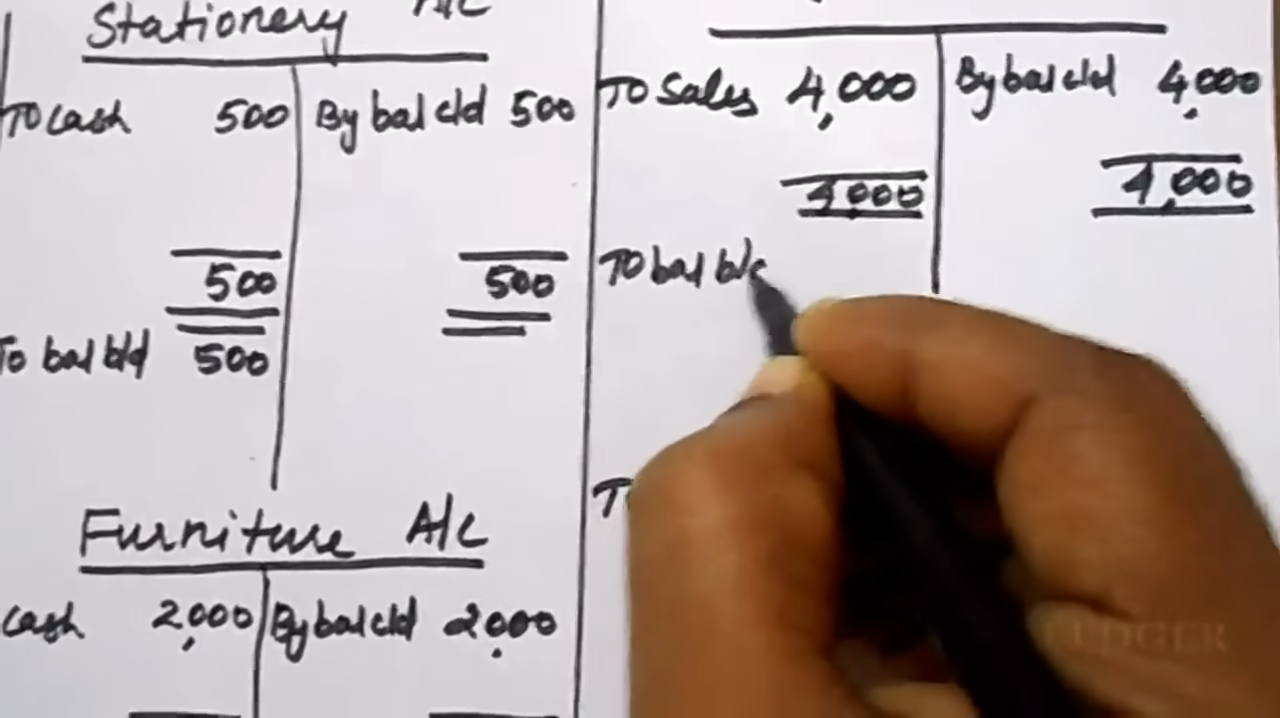 Stationery A/C
To cash 500 By bal c/d 500
500 500
To bal b/d 500
Furniture A/C
cash 2,000 By bal c/d 2,000
To Sales 4,000 By bal c/d 4,000
4,000 4,000
To bal b/
LEDGER